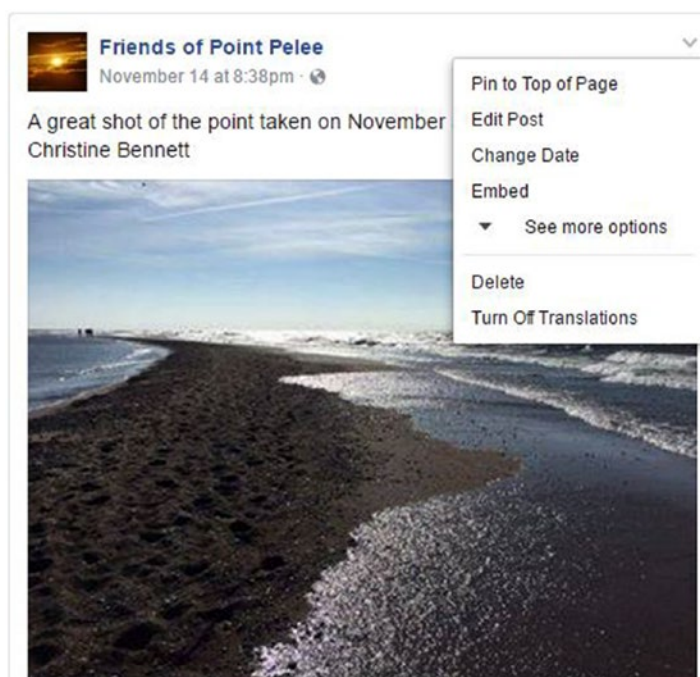 Friends of Point Pelee
November 14 at 8:38pm ·
A great shot of the point taken on November
Christine Bennett
Pin to Top of Page
Edit Post
Change Date
Embed
See more options
Delete
Turn Off Translations